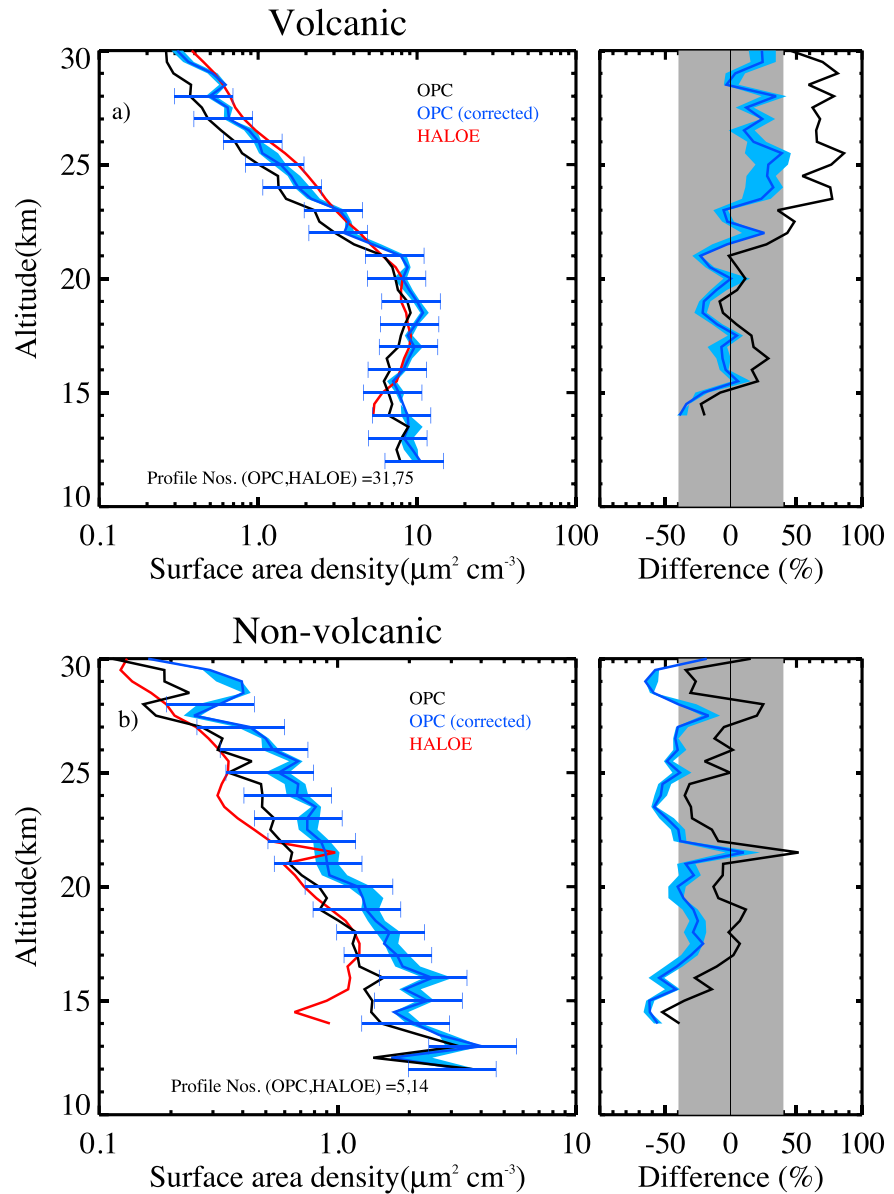 Volcanic
30
25
20
15
10
Altitude(km)
a)
OPC
OPC (corrected)
HALOE
Profile Nos. (OPC,HALOE) =31,75
0.1 1.0 10 100
Surface area density(μm² cm⁻³)
-50 0 50 100
Difference (%)
Non-volcanic
30
25
20
15
10
Altitude(km)
b)
OPC
OPC (corrected)
HALOE
Profile Nos. (OPC,HALOE) =5,14
0.1 1.0 10
Surface area density(μm² cm⁻³)
-50 0 50 100
Difference (%)